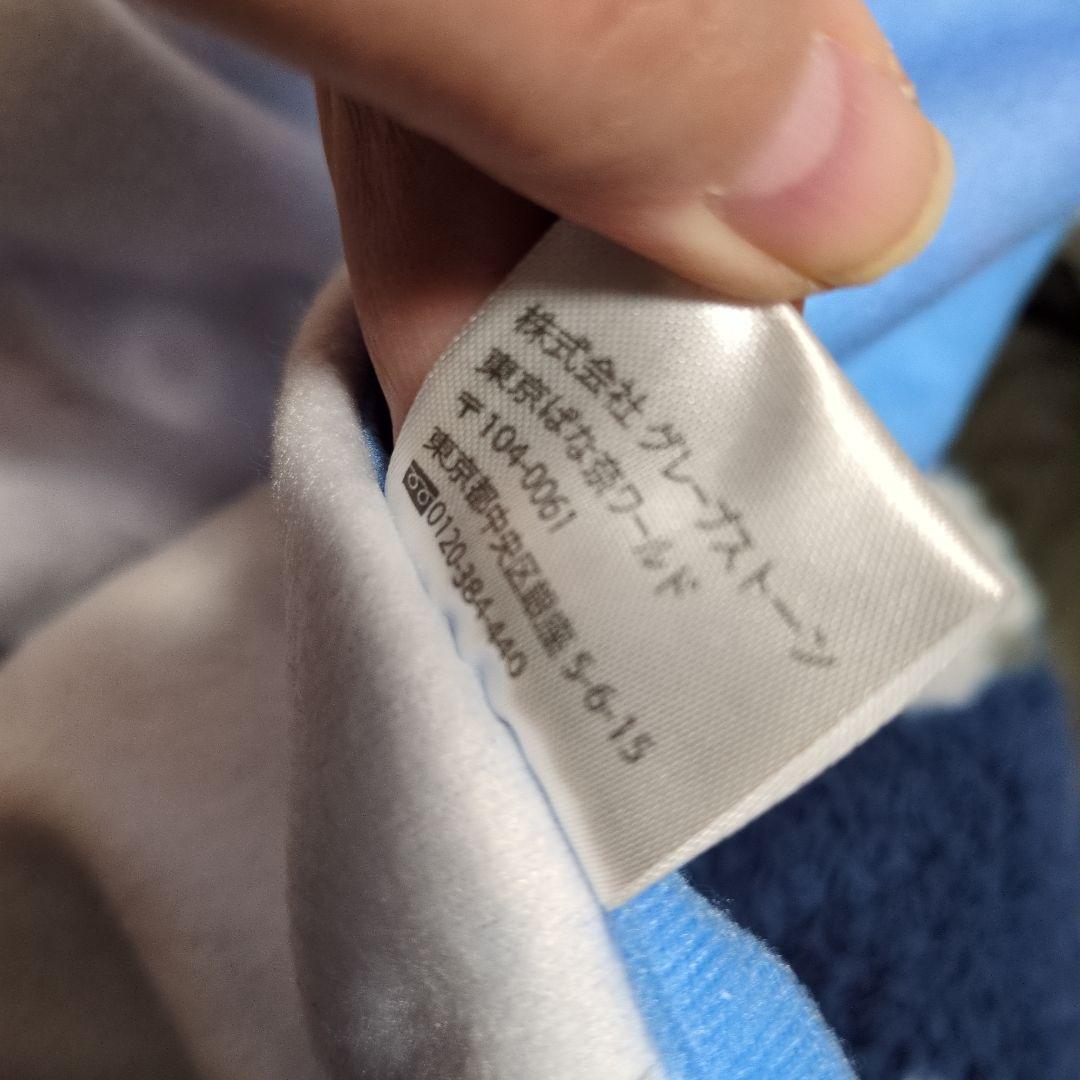 株式会社 グレープストーン
東京ばな奈ワールド
〒104-0061
東京都中央区銀座 5-6-15
0120-384-440